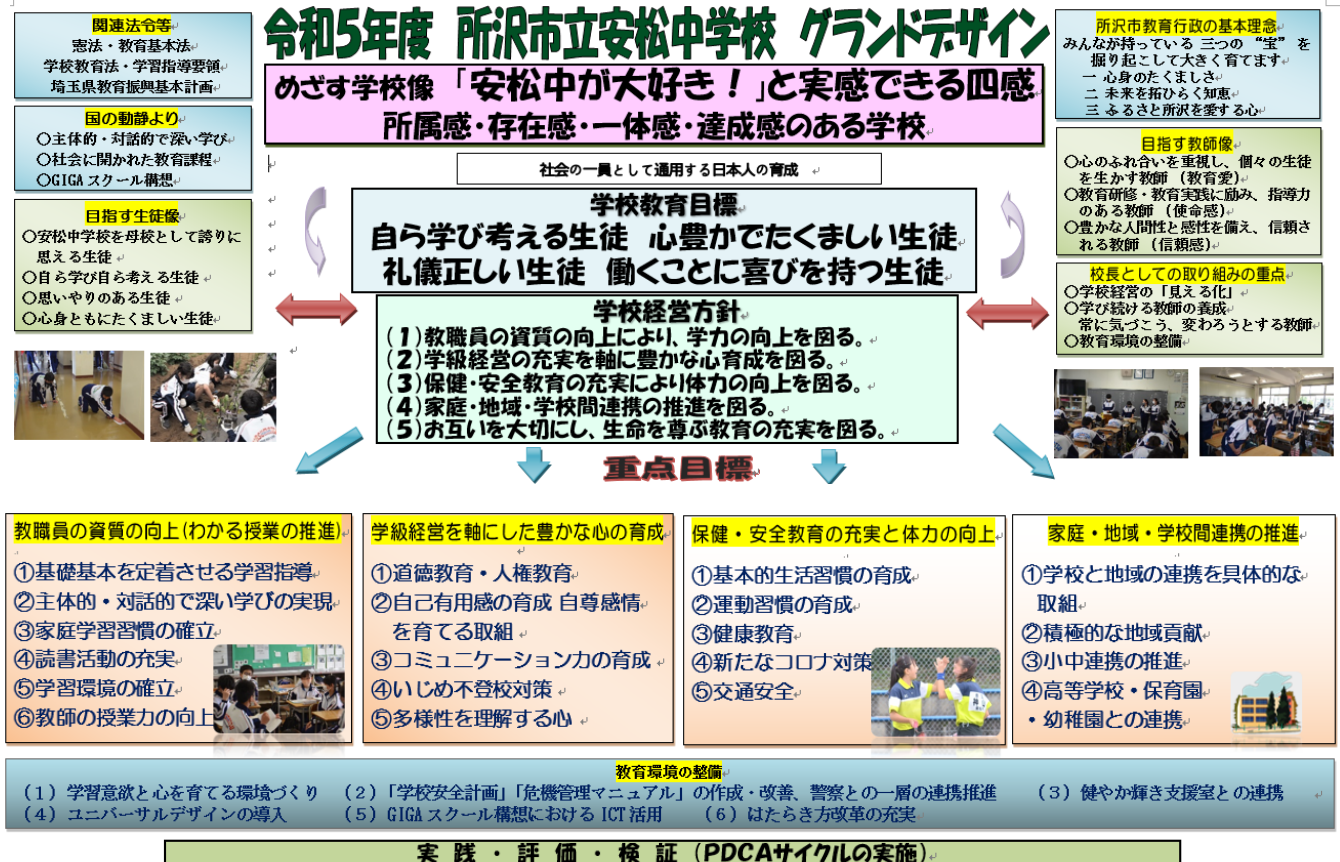 令和5年度 所沢市立安松中学校 グランドデザイン
めざす学校像 「安松中が大好き！」と実感できる四感
所属感・存在感・一体感・達成感のある学校
関連法令等
憲法・教育基本法
学校教育法・学習指導要領
埼玉県教育振興基本計画
国の動静より
〇主体的・対話的で深い学び
〇社会に開かれた教育課程
〇GIGAスクール構想
目指す生徒像
〇安松中学校を母校として誇りに
思える生徒
〇自ら学び自ら考える生徒
〇思いやりのある生徒
〇心身ともにたくましい生徒
社会の一員として通用する日本人の育成
学校教育目標
自ら学び考える生徒 心豊かでたくましい生徒
礼儀正しい生徒 働くことに喜びを持つ生徒
学校経営方針
(1)教職員の資質の向上により、学力の向上を図る。
(2)学級経営の充実を軸に豊かな心育成を図る。
(3)保健・安全教育の充実により体力の向上を図る。
(4)家庭・地域・学校間連携の推進を図る。
(5)お互いを大切にし、生命を尊ぶ教育の充実を図る。
所沢市教育行政の基本理念
みんなが持っている 三つの “宝” を
掘り起こして大きく育てます
一 心身のたくましさ
二 未来を拓ひらく知恵
三 ふるさと所沢を愛する心
目指す教師像
〇心のふれ合いを重視し、個々の生徒
を生かす教師（教育愛）
〇教育研修・教育実践に励み、指導力
のある教師（使命感）
〇豊かな人間性と感性を備え、信頼さ
れる教師（信頼感）
校長としての取り組みの重点
〇学校経営の「見える化」
〇学び続ける教師の養成
常に気づこう、変わろうとする教師
〇教育環境の整備
重点目標
教職員の資質の向上(わかる授業の推進)
①基礎基本を定着させる学習指導
②主体的・対話的で深い学びの実現
③家庭学習習慣の確立
④読書活動の充実
⑤学習環境の確立
⑥教師の授業力の向上
学級経営を軸にした豊かな心の育成
①道徳教育・人権教育
②自己有用感の育成 自尊感情
を育てる取組
③コミュニケーション力の育成
④いじめ不登校対策
⑤多様性を理解する心
保健・安全教育の充実と体力の向上
①基本的生活習慣の育成
②運動習慣の育成
③健康教育
④新たなコロナ対策
⑤交通安全
家庭・地域・学校間連携の推進
①学校と地域の連携を具体的な
取組
②積極的な地域貢献
③小中連携の推進
④高等学校・保育園
・幼稚園との連携
教育環境の整備
（1）学習意欲と心を育てる環境づくり （2）「学校安全計画」「危機管理マニュアル」の作成・改善、警察との一層の連携推進 （3）健やか輝き支援室との連携
（4）ユニバーサルデザインの導入 （5）GIGAスクール構想におけるICT活用 （6）はたらき方改革の充実
実 践 ・ 評 価 ・ 検 証 （PDCAサイクルの実施）